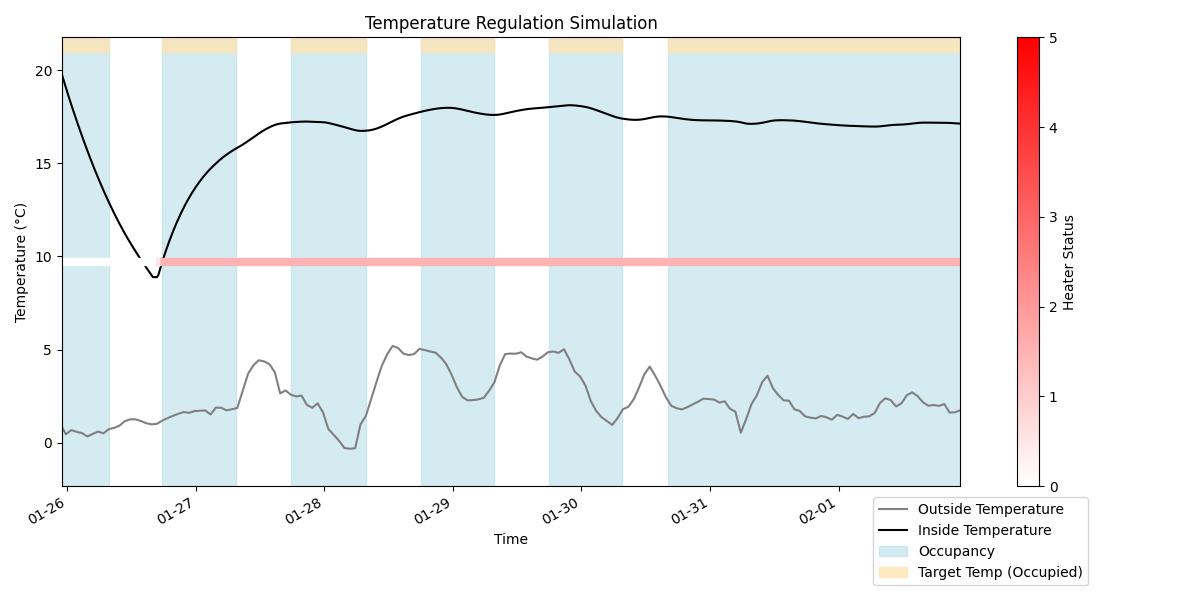 Temperature Regulation Simulation
Temperature (°C)
20
15
10
5
0
01-26
01-27
01-28
01-29
01-30
01-31
02-01
Time
5
4
3
2
1
0
Heater Status
Outside Temperature
Inside Temperature
Occupancy
Target Temp (Occupied)